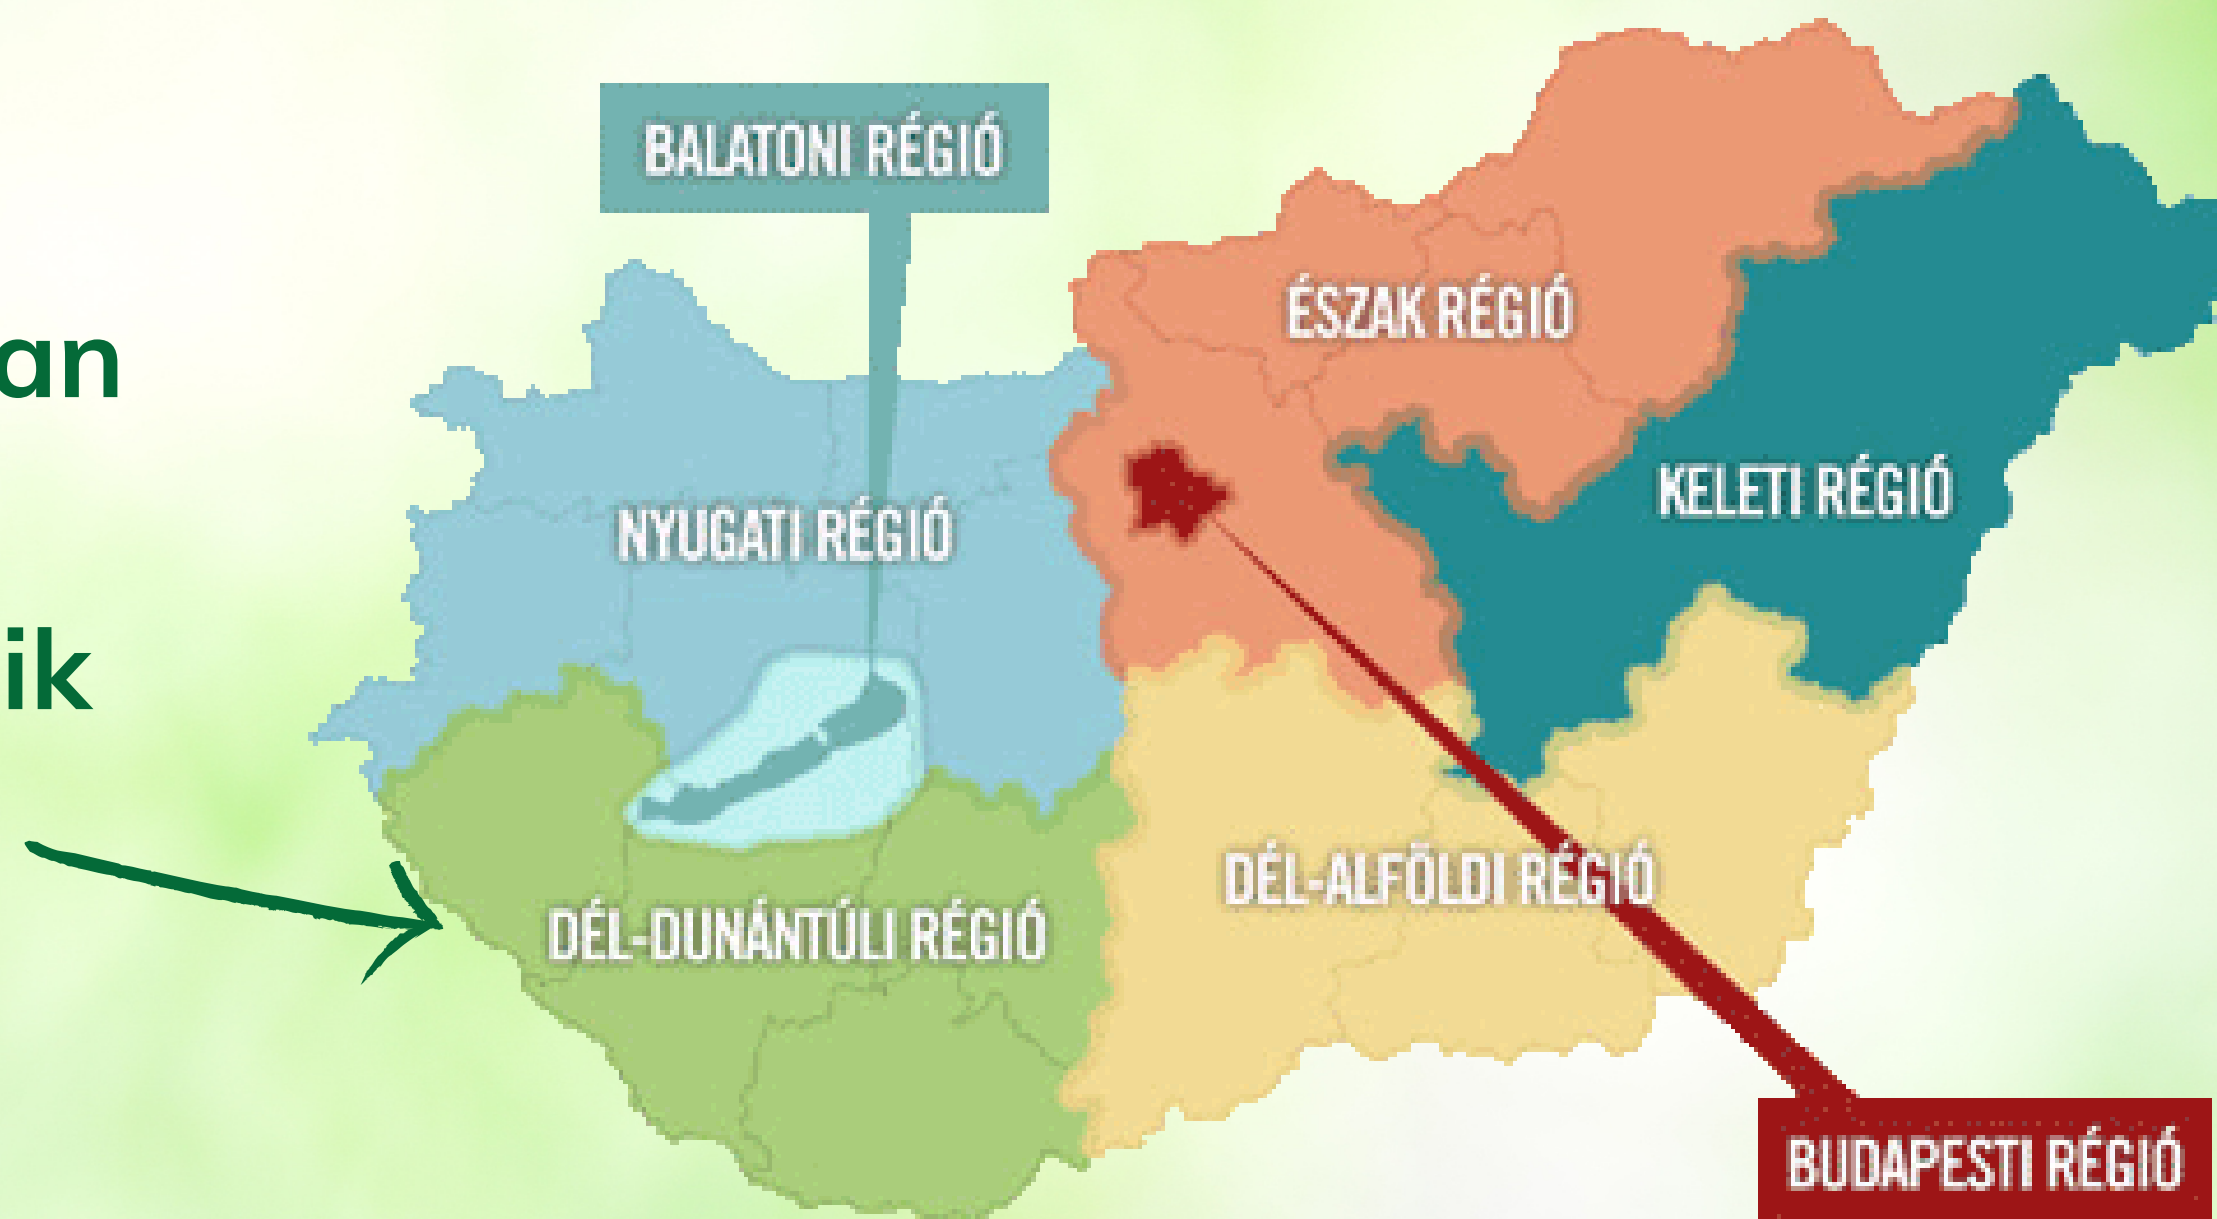 BALATONI RÉGIÓ
ÉSZAK RÉGIÓ
an
KELETI RÉGIÓ
NYUGATI RÉGIÓ
ik
DÉL-ALFÖLDI RÉGIÓ
DÉL-DUNÁNTÚLI RÉGIÓ
BUDAPESTI RÉGIÓ